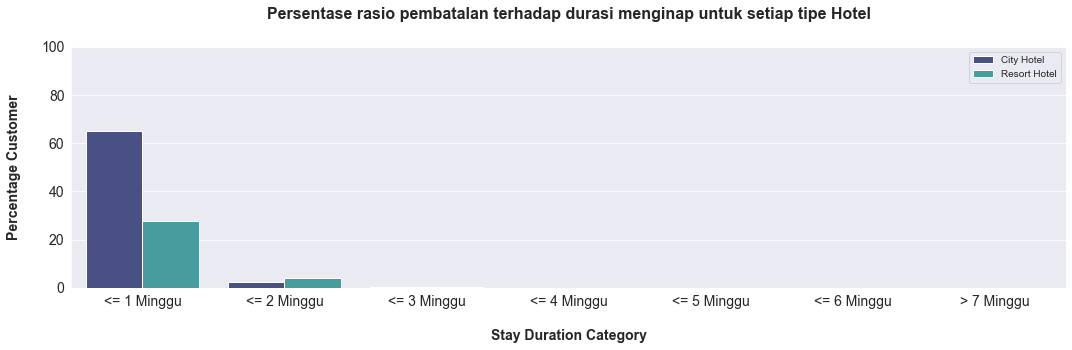 Persentase rasio pembatalan terhadap durasi menginap untuk setiap tipe Hotel
City Hotel
Resort Hotel
Percentage Customer
100
80
60
40
20
0
<= 1 Minggu <= 2 Minggu <= 3 Minggu <= 4 Minggu <= 5 Minggu <= 6 Minggu > 7 Minggu
Stay Duration Category